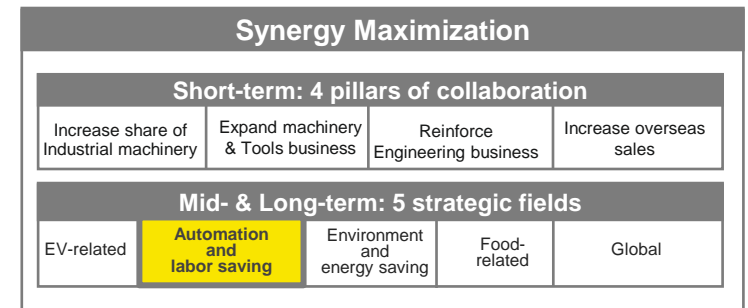 Synergy Maximization
Short-term: 4 pillars of collaboration
Increase share of
Industrial machinery
Expand machinery
& Tools business
Reinforce
Engineering business
Increase overseas
sales
Mid- & Long-term: 5 strategic fields
EV-related
Automation
and
labor saving
Environment
and
energy saving
Food-
related
Global